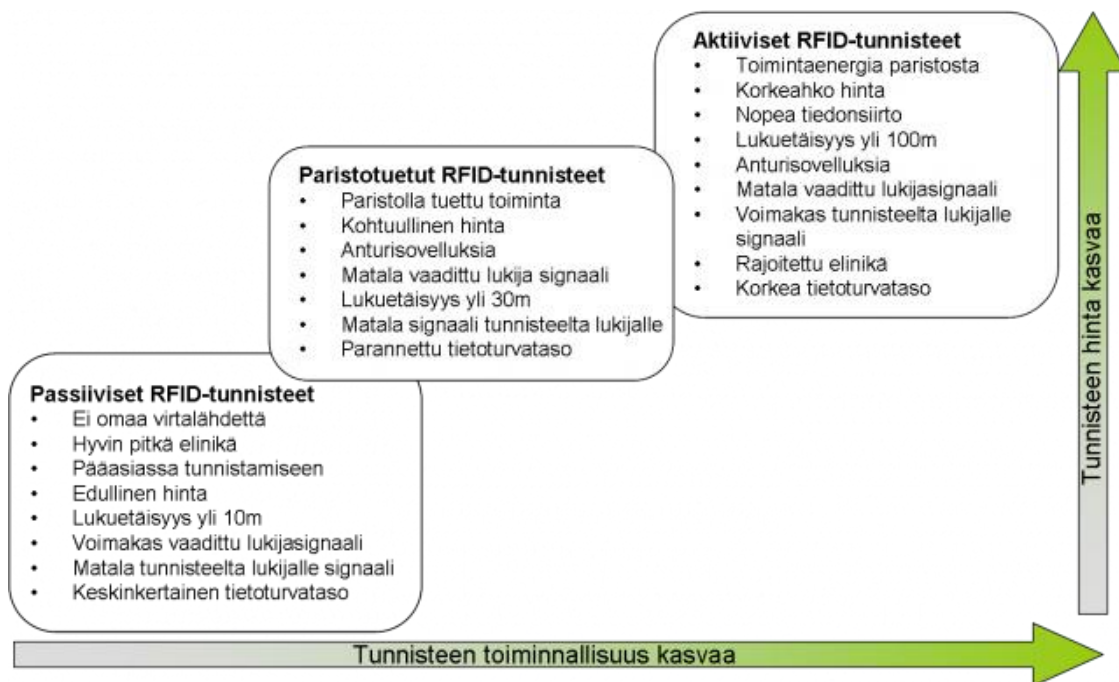 Aktiiviset RFID-tunnisteet
• Toimintaenergia paristosta
• Korkeahko hinta
• Nopea tiedonsiirto
• Lukuetäisyys yli 100m
• Anturisovelluksia
• Matala vaadittu lukijasignaali
• Voimakas tunnisteelta lukijalle
signaali
• Rajoitettu elinikä
• Korkea tietoturvataso
Paristotuetut RFID-tunnisteet
• Paristolla tuettu toiminta
• Kohtuullinen hinta
• Anturisovelluksia
• Matala vaadittu lukija signaali
• Lukuetäisyys yli 30m
• Matala signaali tunnisteelta lukijalle
• Parannettu tietoturvataso
Passiiviset RFID-tunnisteet
• Ei omaa virtalähdettä
• Hyvin pitkä elinikä
• Pääasiassa tunnistamiseen
• Edullinen hinta
• Lukuetäisyys yli 10m
• Voimakas vaadittu lukijasignaali
• Matala tunnisteelta lukijalle signaali
• Keskinkertainen tietoturvataso
Tunnisteen hinta kasvaa
Tunnisteen toiminnallisuus kasvaa